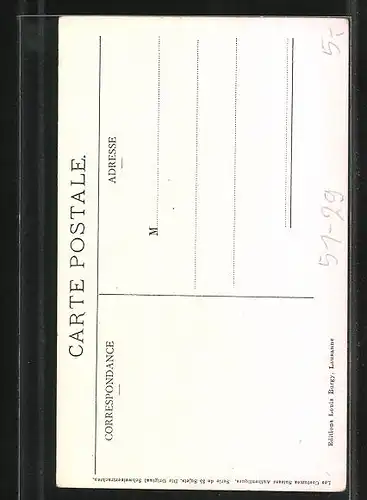 CARTE POSTALE.
CORRESPONDANCE
ADRESSE
M
Editions Louis Burgy, Lausanne
Les Costumes Suisses Authentiques, Serie de 25 Sujets. Die Original Schweizertrachten.
5.-
51-29